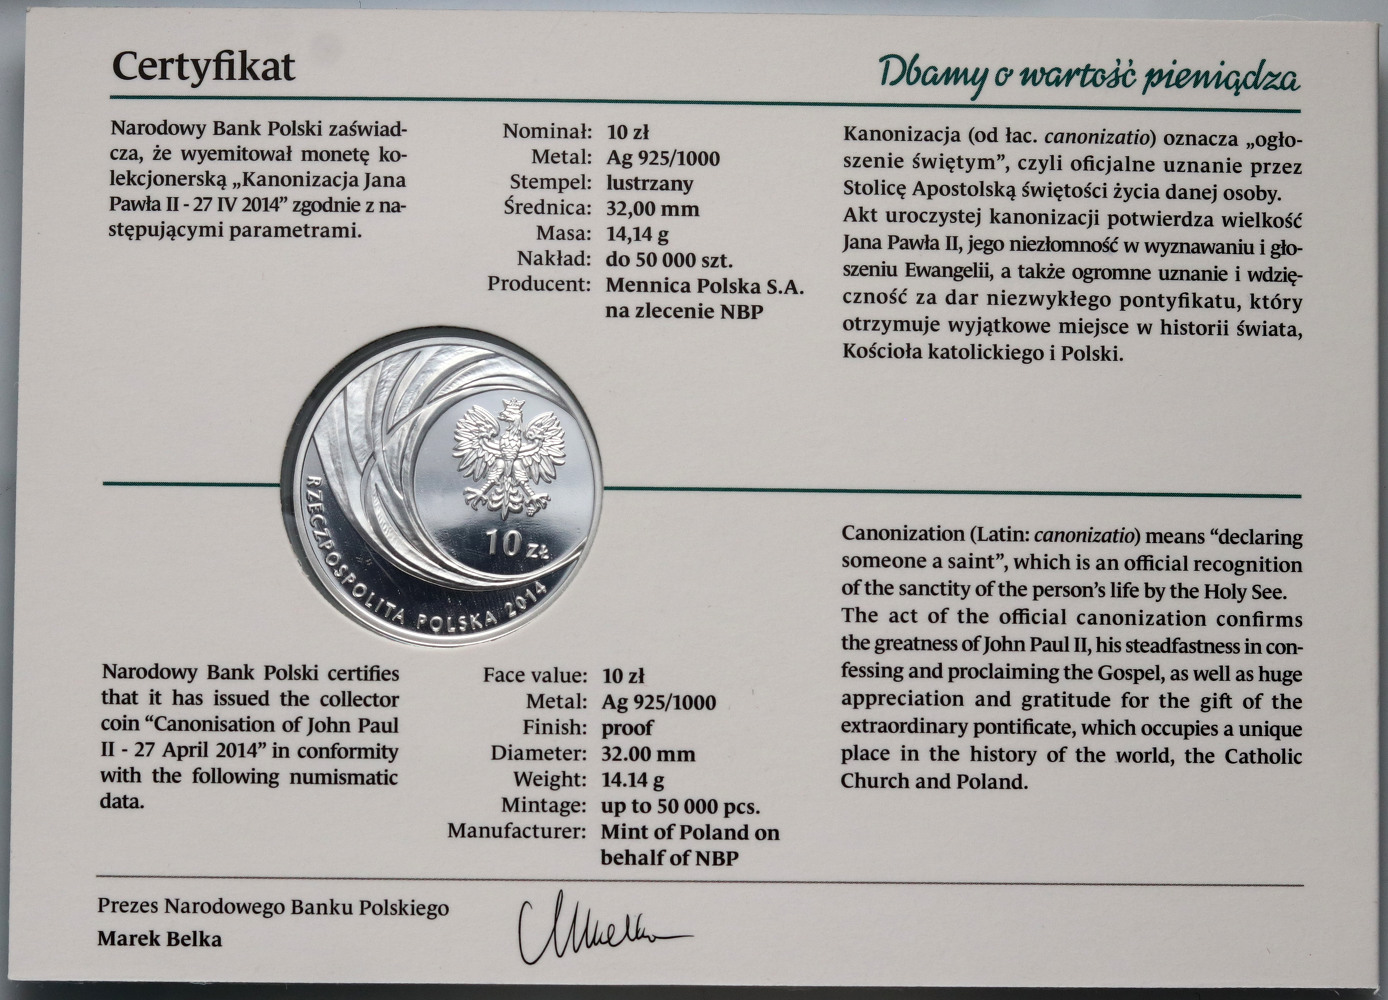 Certyfikat
Dbamy o wartość pieniądza
Narodowy Bank Polski zaświad-
cza, że wyemitował monetę ko-
lekcjonerską „Kanonizacja Jana
Pawła II - 27 IV 2014” zgodnie z na-
stępującymi parametrami.
Nominał: 10 zł
Metal: Ag 925/1000
Stempel: lustrzany
Średnica: 32,00 mm
Masa: 14,14 g
Nakład: do 50 000 szt.
Producent: Mennica Polska S.A.
na zlecenie NBP
Kanonizacja (od łac. canonizatio) oznacza „ogło-
szenie świętym”, czyli oficjalne uznanie przez
Stolicę Apostolską świętości życia danej osoby.
Akt uroczystej kanonizacji potwierdza wielkość
Jana Pawła II, jego niezłomność w wyznawaniu i gło-
szeniu Ewangelii, a także ogromne uznanie i wdzię-
czność za dar niezwykłego pontyfikatu, który
otrzymuje wyjątkowe miejsce w historii świata,
Kościoła katolickiego i Polski.
10 ZŁ
RZECZPOSPOLITA POLSKA 2014
Narodowy Bank Polski certifies
that it has issued the collector
coin “Canonisation of John Paul
II - 27 April 2014” in conformity
with the following numismatic
data.
Face value: 10 zł
Metal: Ag 925/1000
Finish: proof
Diameter: 32.00 mm
Weight: 14.14 g
Mintage: up to 50 000 pcs.
Manufacturer: Mint of Poland on
behalf of NBP
Canonization (Latin: canonizatio) means “declaring
someone a saint”, which is an official recognition
of the sanctity of the person’s life by the Holy See.
The act of the official canonization confirms
the greatness of John Paul II, his steadfastness in con-
fessing and proclaiming the Gospel, as well as huge
appreciation and gratitude for the gift of the
extraordinary pontificate, which occupies a unique
place in the history of the world, the Catholic
Church and Poland.
Prezes Narodowego Banku Polskiego
Marek Belka